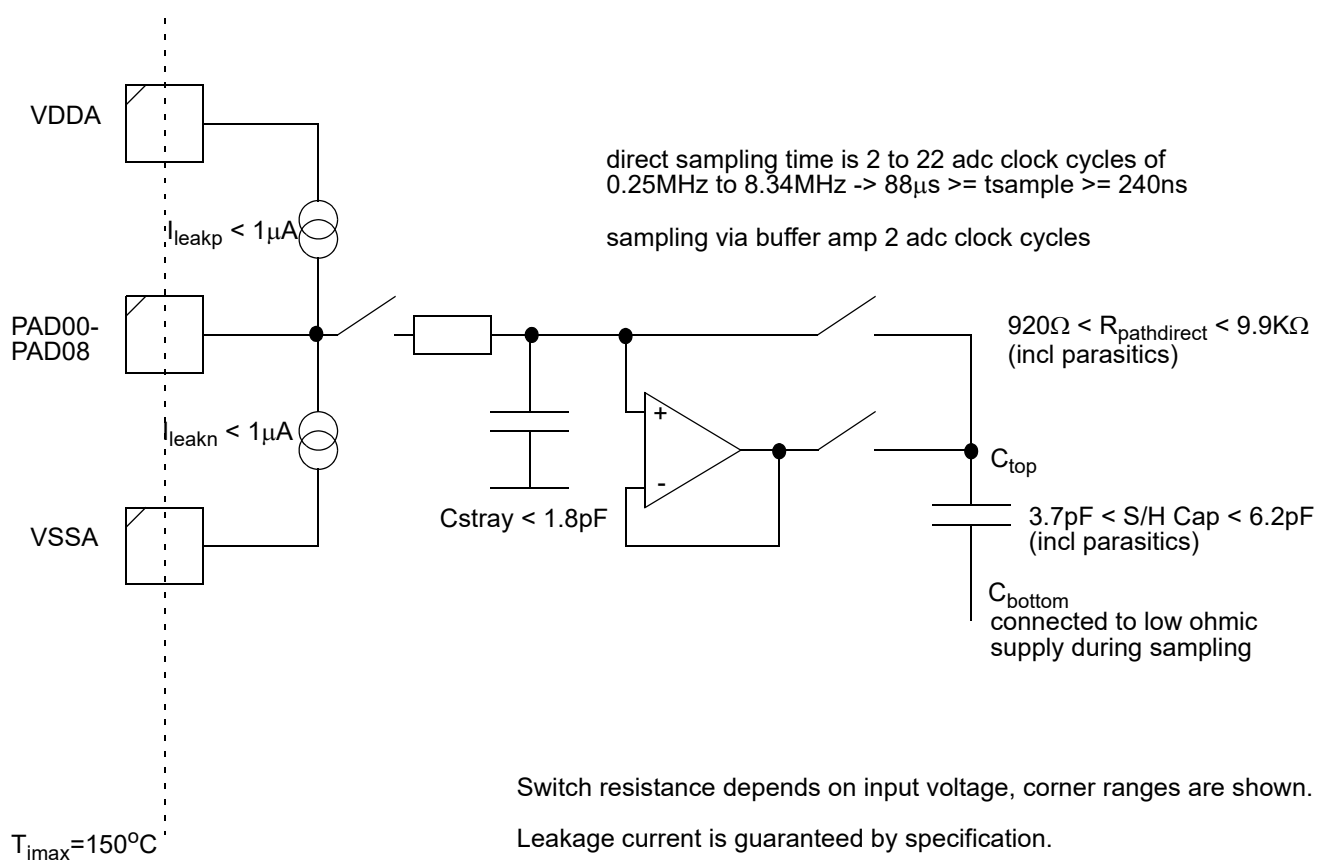 VDDA
direct sampling time is 2 to 22 adc clock cycles of
0.25MHz to 8.34MHz -> 88μs >= tsample >= 240ns
sampling via buffer amp 2 adc clock cycles
Ileakp < 1μA
PAD00-
PAD08
920Ω < Rpathdirect < 9.9KΩ
(incl parasitics)
Ileakn < 1μA
+
-
Ctop
Cstray < 1.8pF
3.7pF < S/H Cap < 6.2pF
(incl parasitics)
VSSA
Cbottom
connected to low ohmic
supply during sampling
Switch resistance depends on input voltage, corner ranges are shown.
Leakage current is guaranteed by specification.
Timax=150oC